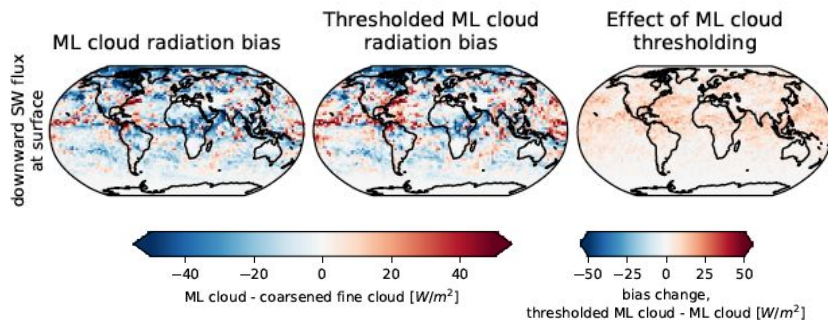 ML cloud radiation bias
Thresholded ML cloud
radiation bias
Effect of ML cloud
thresholding
downward SW flux
at surface
−40
−20
0
20
40
ML cloud - coarsened fine cloud [W/m²]
−50
−25
0
25
50
bias change,
thresholded ML cloud - ML cloud [W/m²]